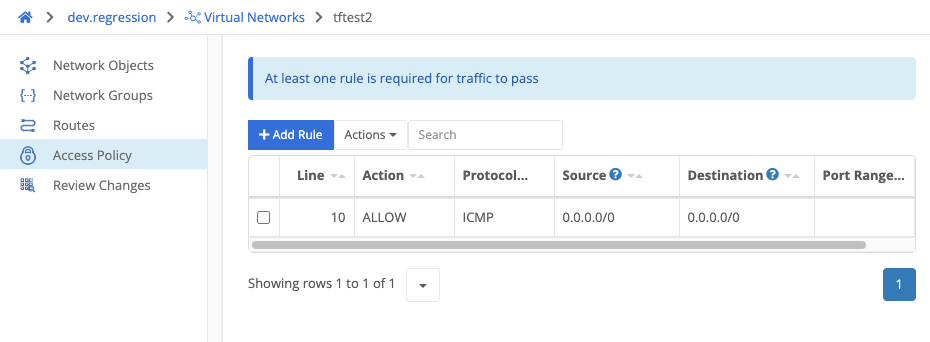 dev.regression Virtual Networks tftest2
Network Objects
Network Groups
Routes
Access Policy
Review Changes
At least one rule is required for traffic to pass
Add Rule Actions Search
Line Action Protocol... Source Destination Port Range...
10 ALLOW ICMP 0.0.0.0/0 0.0.0.0/0
Showing rows 1 to 1 of 1 1